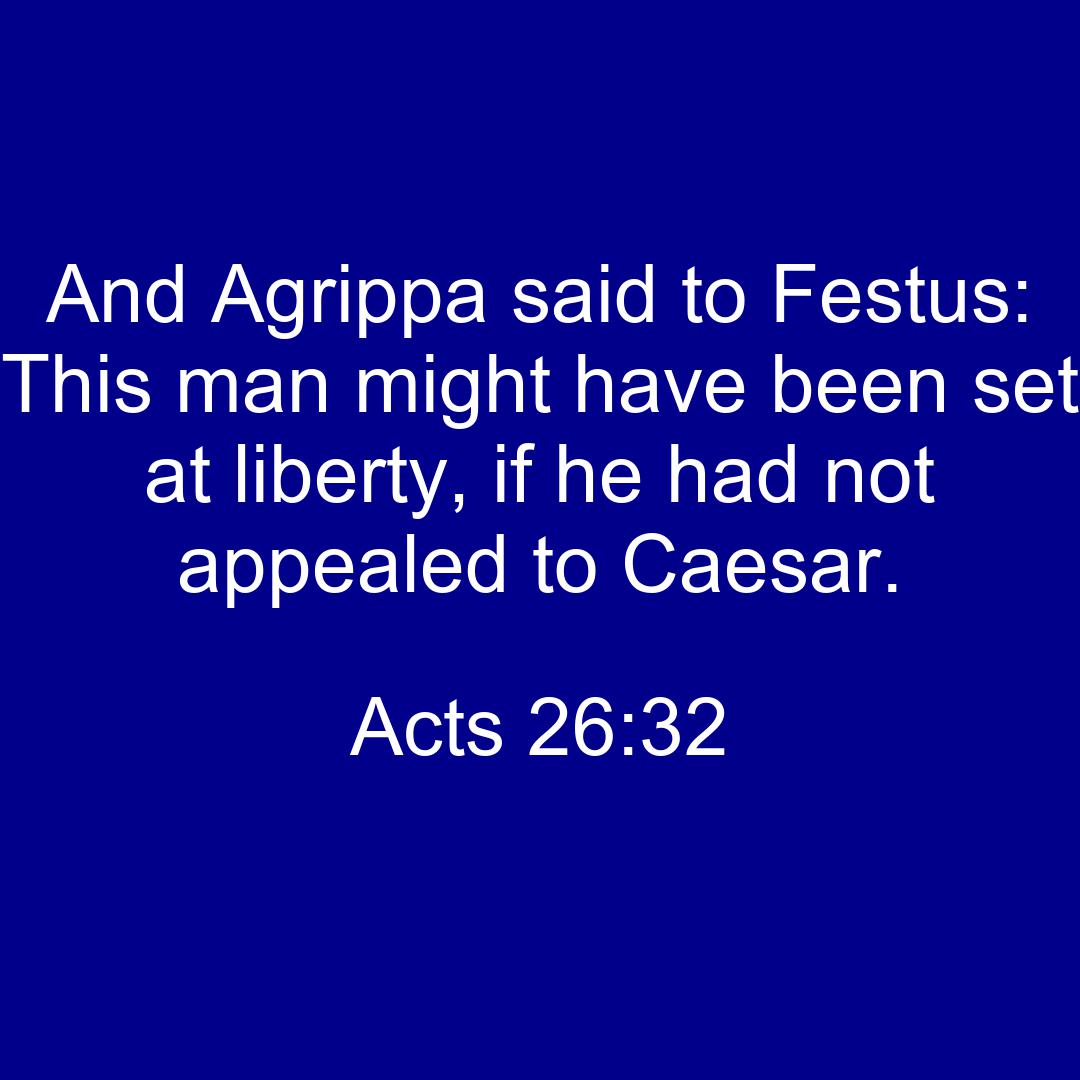 And Agrippa said to Festus:
This man might have been set
at liberty, if he had not
appealed to Caesar.
Acts 26:32